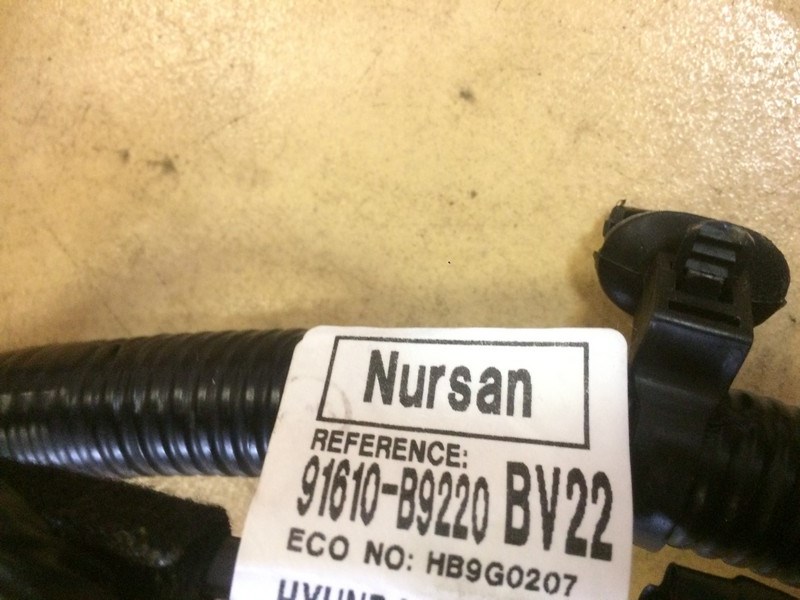 Nursan
REFERENCE:
91610-B9220 BV22
ECO NO: HB9G0207